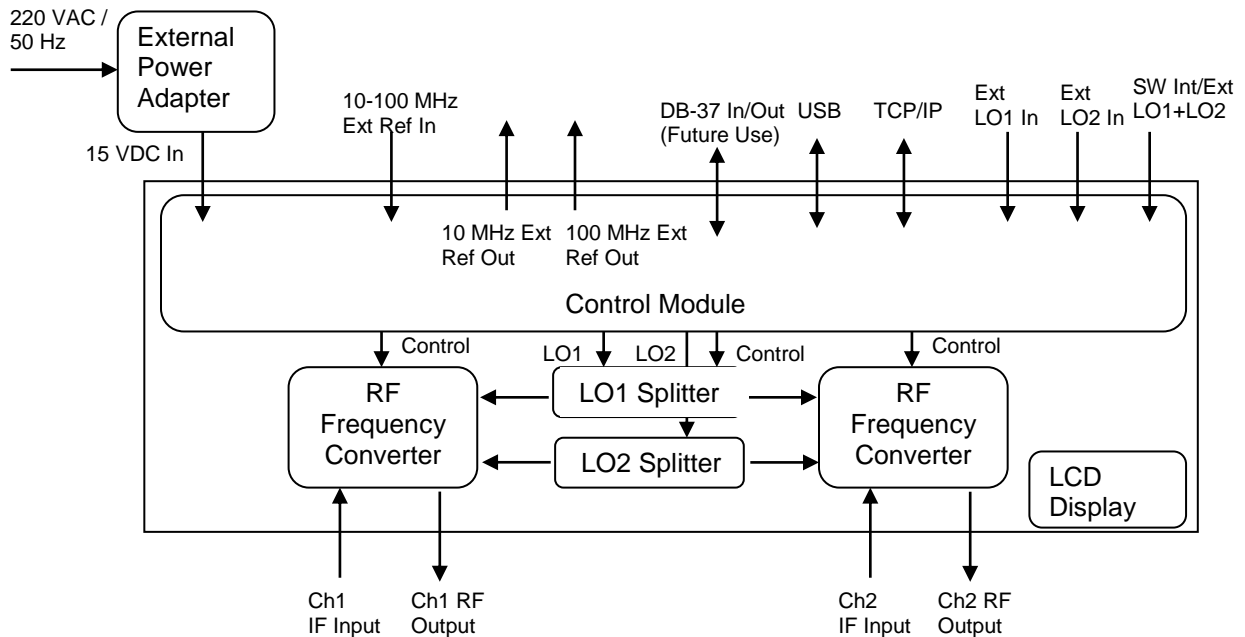 220 VAC /
50 Hz
External
Power
Adapter
15 VDC In
10-100 MHz
Ext Ref In
DB-37 In/Out
(Future Use)
USB
TCP/IP
Ext
LO1 In
Ext
LO2 In
SW Int/Ext
LO1+LO2
10 MHz Ext
Ref Out
100 MHz Ext
Ref Out
Control Module
Control
LO1
LO2
Control
Control
RF
Frequency
Converter
LO1 Splitter
LO2 Splitter
RF
Frequency
Converter
LCD
Display
Ch1
IF Input
Ch1 RF
Output
Ch2
IF Input
Ch2 RF
Output